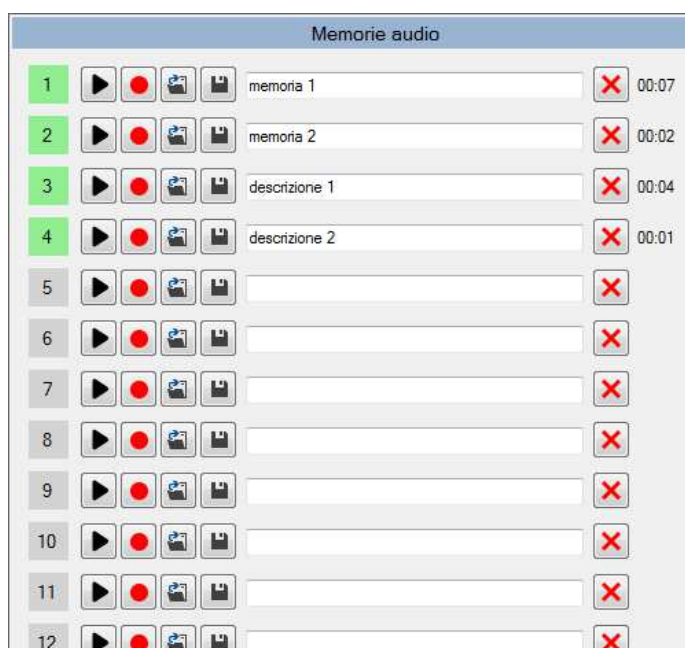 Memorie audio
1 memoria 1 00:07
2 memoria 2 00:02
3 descrizione 1 00:04
4 descrizione 2 00:01
5
6
7
8
9
10
11
12